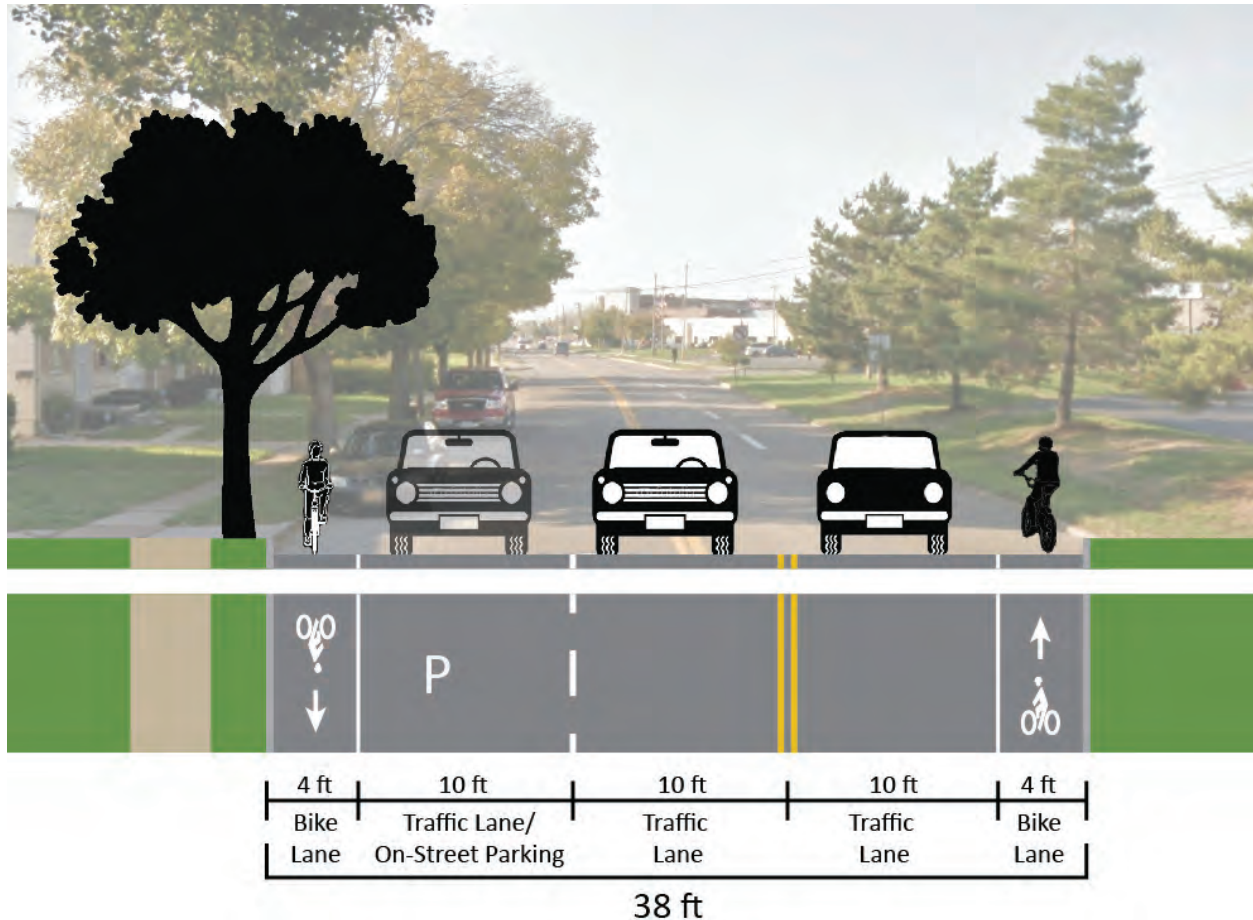 P
4 ft 10 ft 10 ft 10 ft 4 ft
Bike Lane
Traffic Lane/
On-Street Parking
Traffic Lane
Traffic Lane
Bike Lane
38 ft